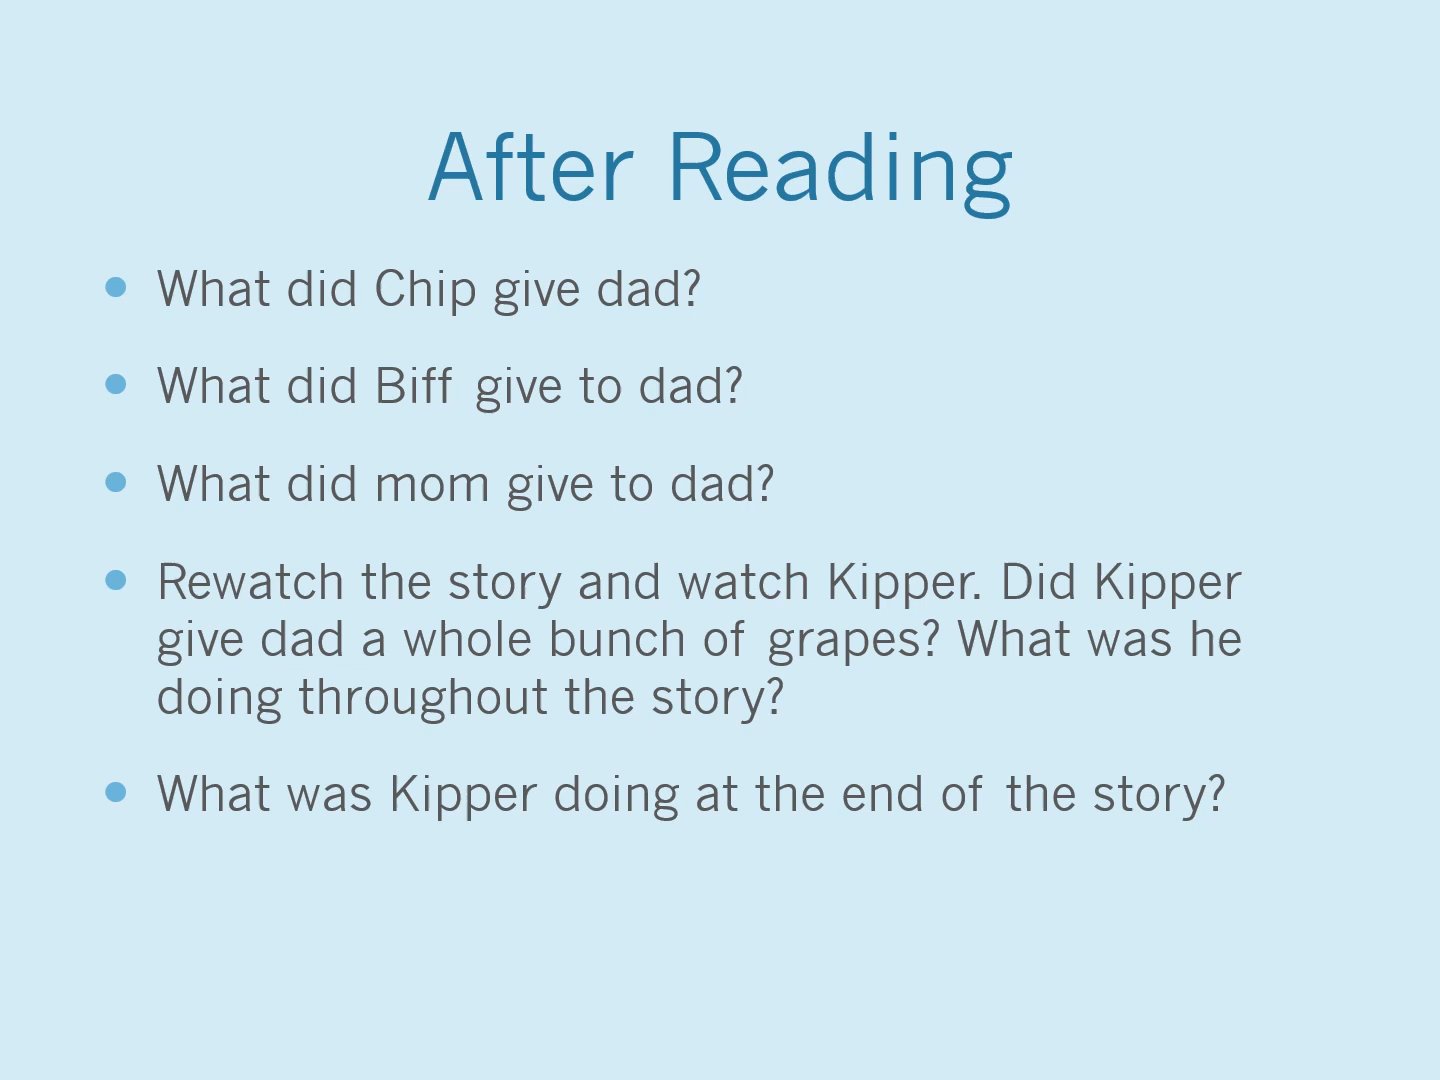 After Reading
• What did Chip give dad?
• What did Biff give to dad?
• What did mom give to dad?
• Rewatch the story and watch Kipper. Did Kipper
give dad a whole bunch of grapes? What was he
doing throughout the story?
• What was Kipper doing at the end of the story?